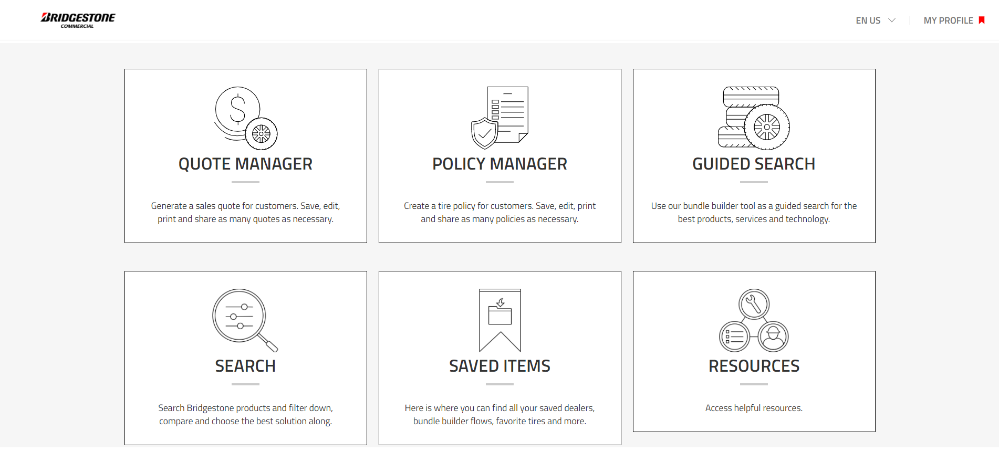 BRIDGESTONE
COMMERCIAL
EN US
MY PROFILE
$
QUOTE MANAGER
Generate a sales quote for customers. Save, edit,
print and share as many quotes as necessary.
POLICY MANAGER
Create a tire policy for customers. Save, edit, print
and share as many policies as necessary.
GUIDED SEARCH
Use our bundle builder tool as a guided search for the
best products, services and technology.
SEARCH
Search Bridgestone products and filter down,
compare and choose the best solution along.
SAVED ITEMS
Here is where you can find all your saved dealers,
bundle builder flows, favorite tires and more.
RESOURCES
Access helpful resources.